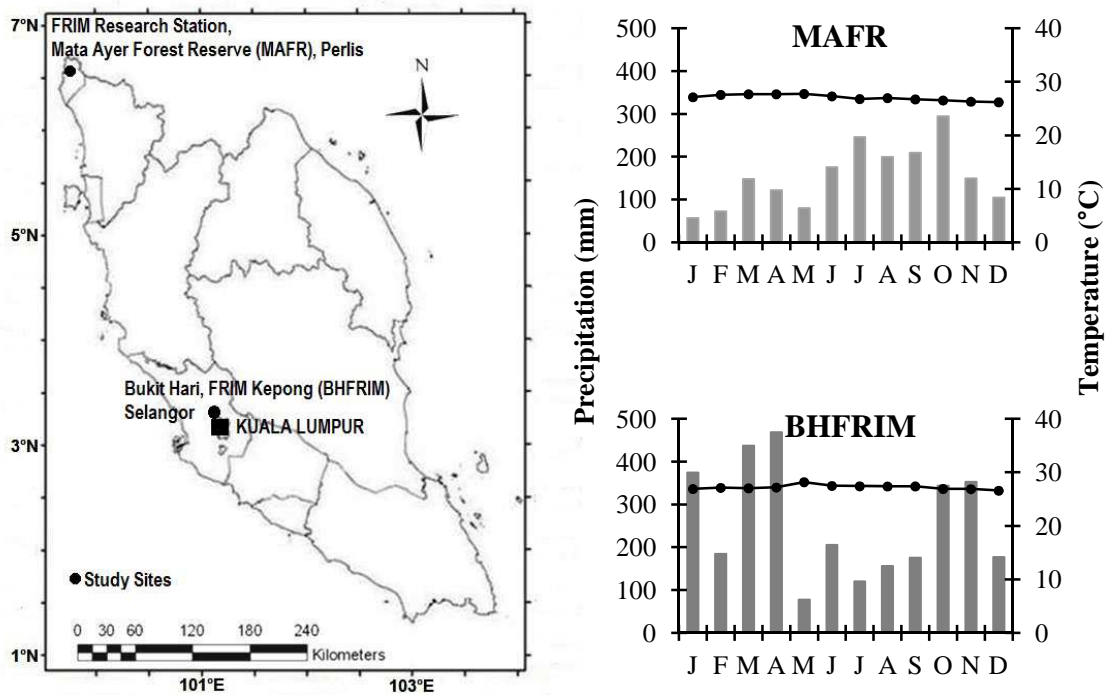 7°N
FRIM Research Station,
Mata Ayer Forest Reserve (MAFR), Perlis
N
5°N
Bukit Hari, FRIM Kepong (BHFRIM)
Selangor
KUALA LUMPUR
3°N
Study Sites
0 30 60 120 180 240
Kilometers
1°N
101°E 103°E
MAFR
500 40
400 30
300
20
200
100 10
0 0
J F M A M J J A S O N D
Precipitation (mm)
Temperature (°C)
BHFRIM
500 40
400 30
300
20
200
100 10
0 0
J F M A M J J A S O N D